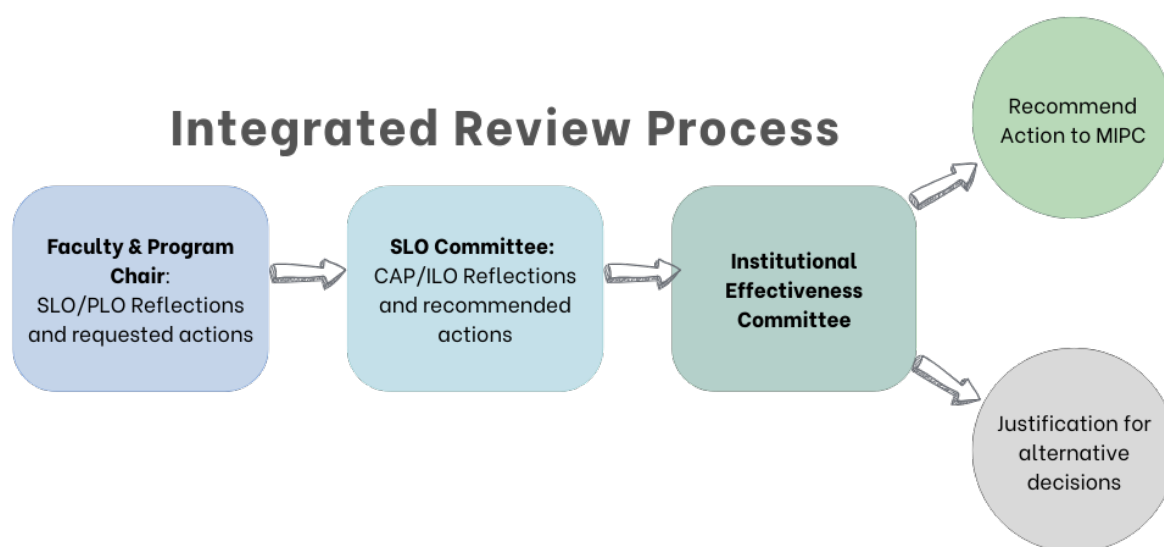 Integrated Review Process
Faculty & Program
Chair:
SLO/PLO Reflections
and requested actions
SLO Committee:
CAP/ILO Reflections
and recommended
actions
Institutional
Effectiveness
Committee
Recommend
Action to MIPC
Justification for
alternative
decisions